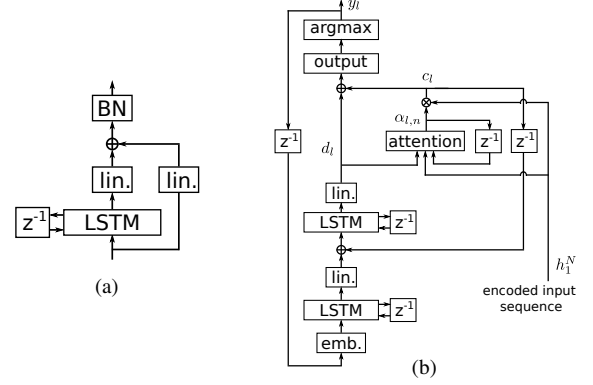 BN
lin.
lin.
z⁻¹
LSTM
(a)
y_l
argmax
output
c_l
z⁻¹
α_{l,n}
attention
z⁻¹
z⁻¹
d_l
lin.
LSTM
z⁻¹
lin.
h_1^N
encoded input
sequence
LSTM
z⁻¹
emb.
(b)